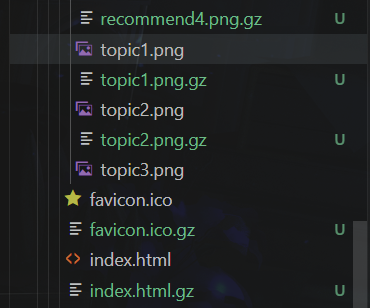 recommend4.png.gz U
topic1.png
topic1.png.gz U
topic2.png
topic2.png.gz U
topic3.png
favicon.ico
favicon.ico.gz U
index.html
index.html.gz U